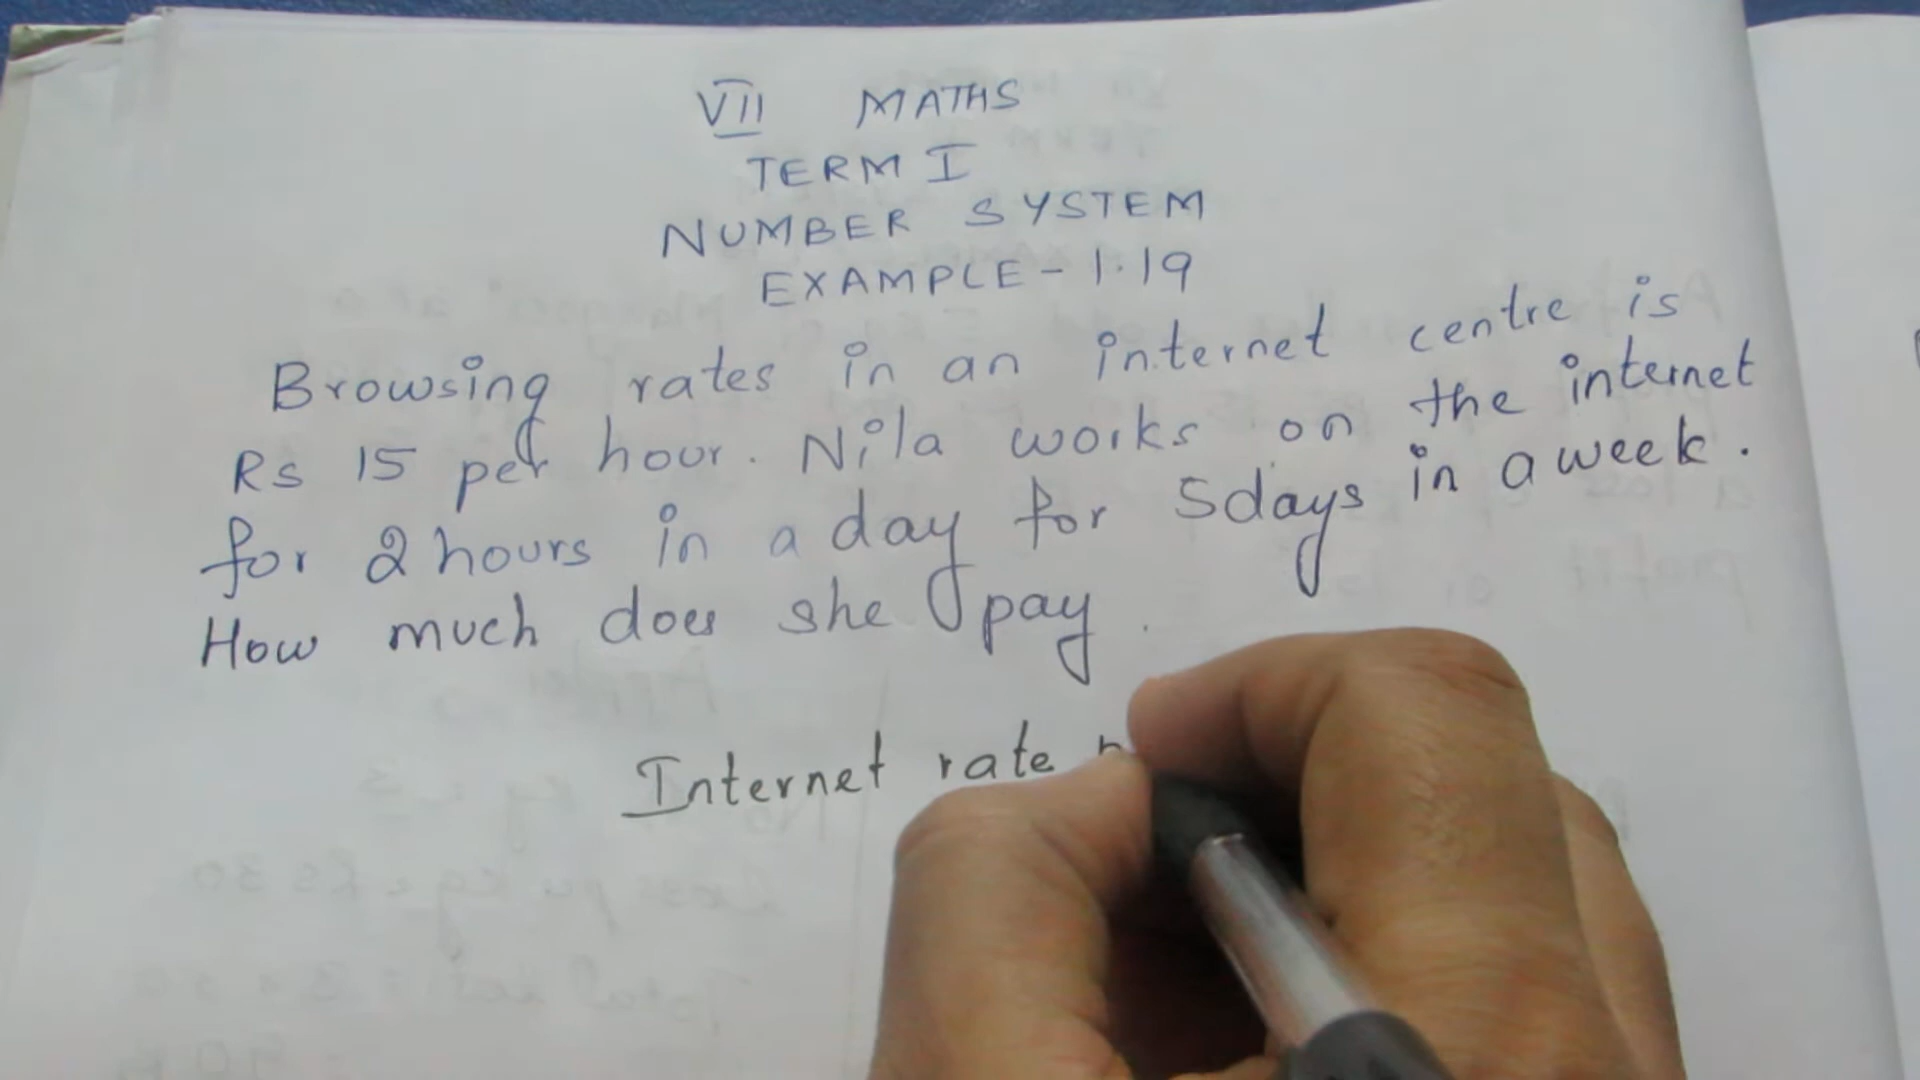 VII MATHS
TERM I
NUMBER SYSTEM
EXAMPLE - 1.19
Browsing rates in an internet centre is
Rs 15 per hour. Nila works on the internet
for 2 hours in a day for 5days in a week.
How much does she pay.
Internet rate